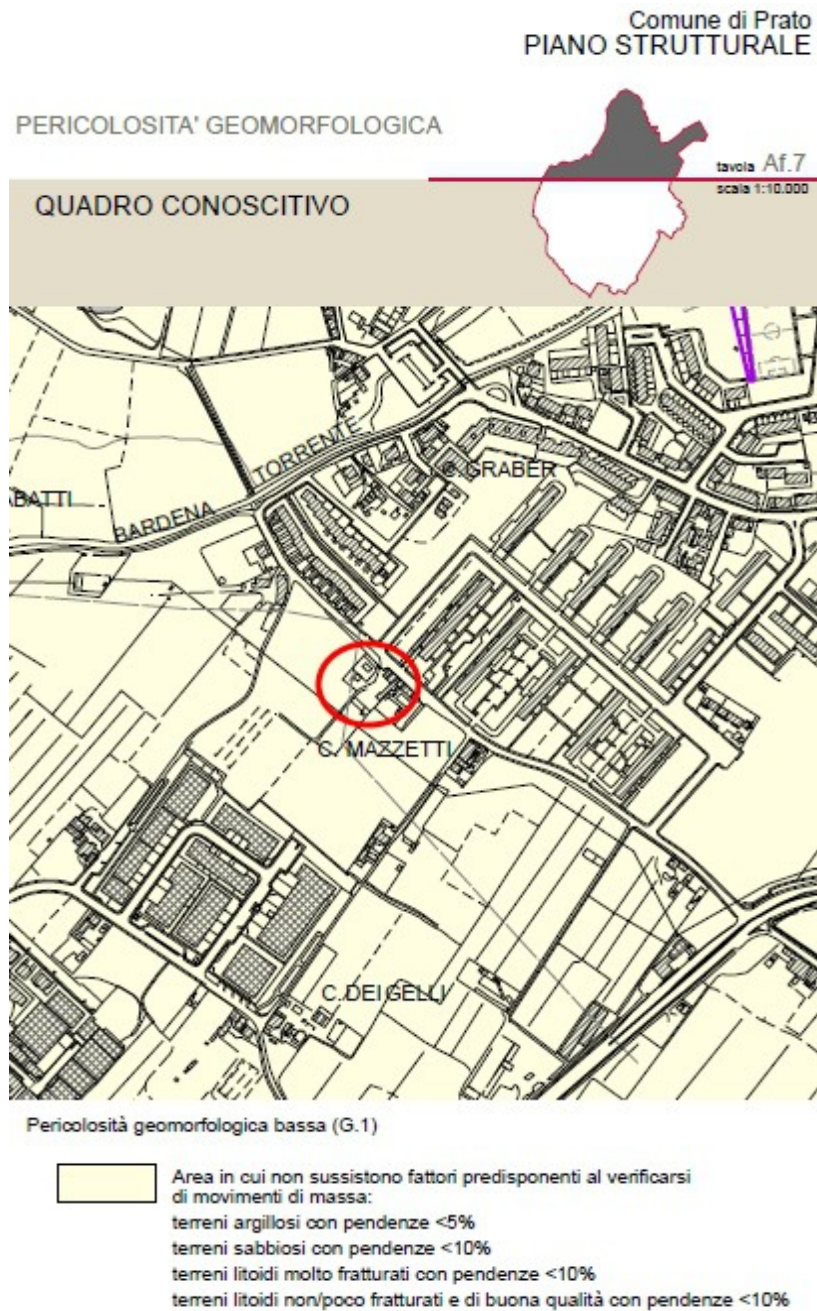 Comune di Prato
PIANO STRUTTURALE
PERICOLOSITA' GEOMORFOLOGICA
tavola Af.7
scala 1:10.000
QUADRO CONOSCITIVO
TORRENTE
C. GRABER
ABATTI
BARDENA
C. MAZZETTI
C. DEI GELLI
Pericolosità geomorfologica bassa (G.1)
Area in cui non sussistono fattori predisponenti al verificarsi
di movimenti di massa:
terreni argillosi con pendenze <5%
terreni sabbiosi con pendenze <10%
terreni litoidi molto fratturati con pendenze <10%
terreni litoidi non/poco fratturati e di buona qualità con pendenze <10%